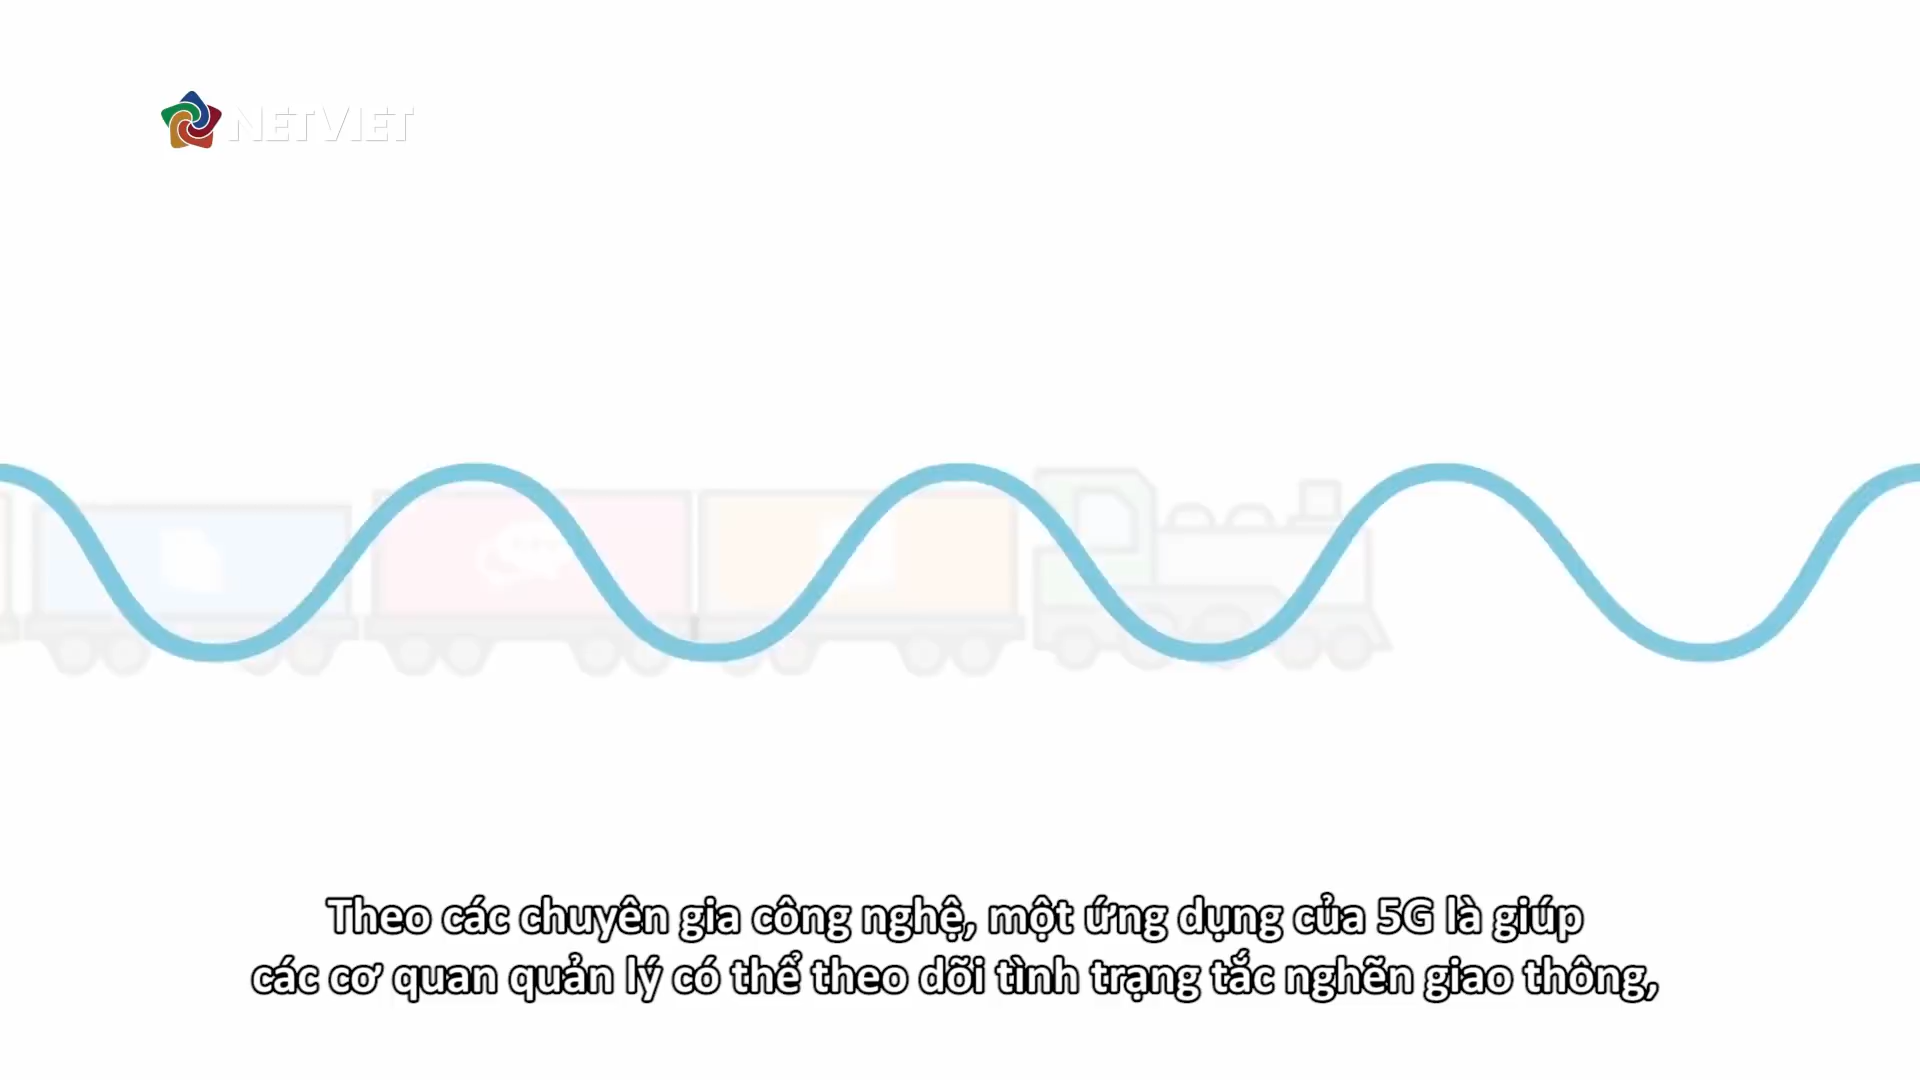 NETVIET
Theo các chuyên gia công nghệ, một ứng dụng của 5G là giúp
các cơ quan quản lý có thể theo dõi tình trạng tắc nghẽn giao thông,